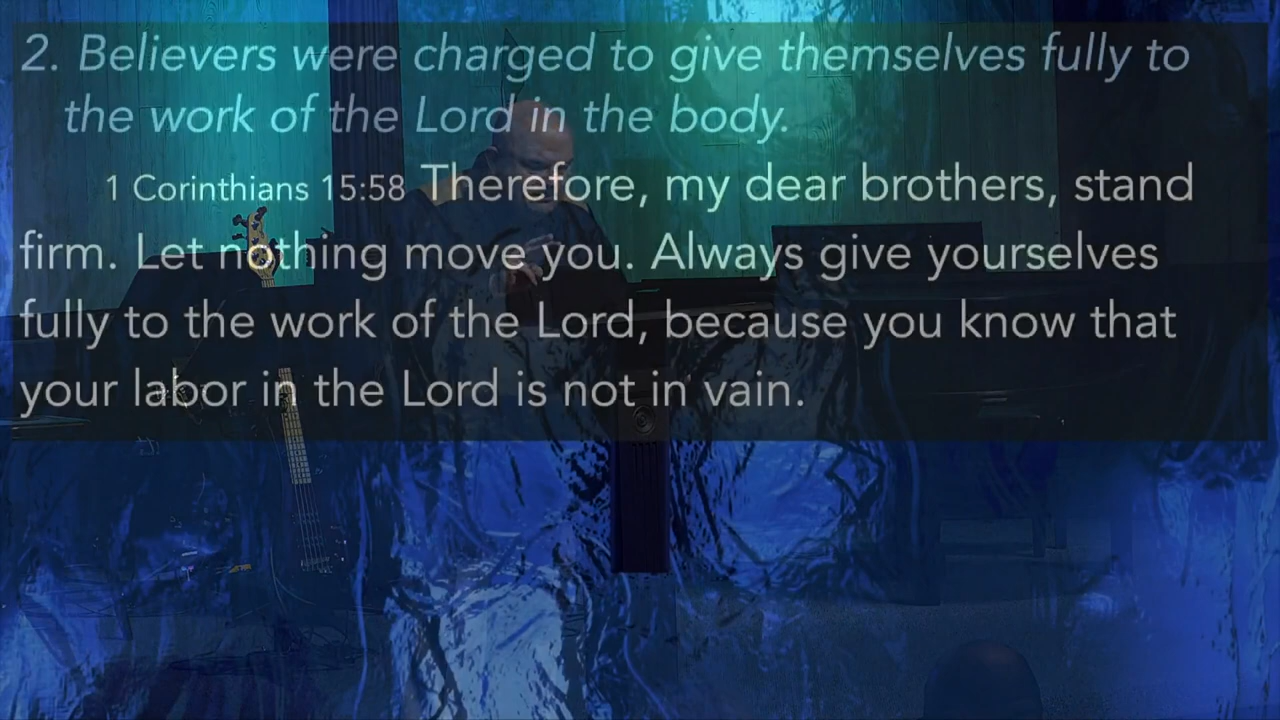 2. Believers were charged to give themselves fully to
the work of the Lord in the body.
1 Corinthians 15:58 Therefore, my dear brothers, stand
firm. Let nothing move you. Always give yourselves
fully to the work of the Lord, because you know that
your labor in the Lord is not in vain.